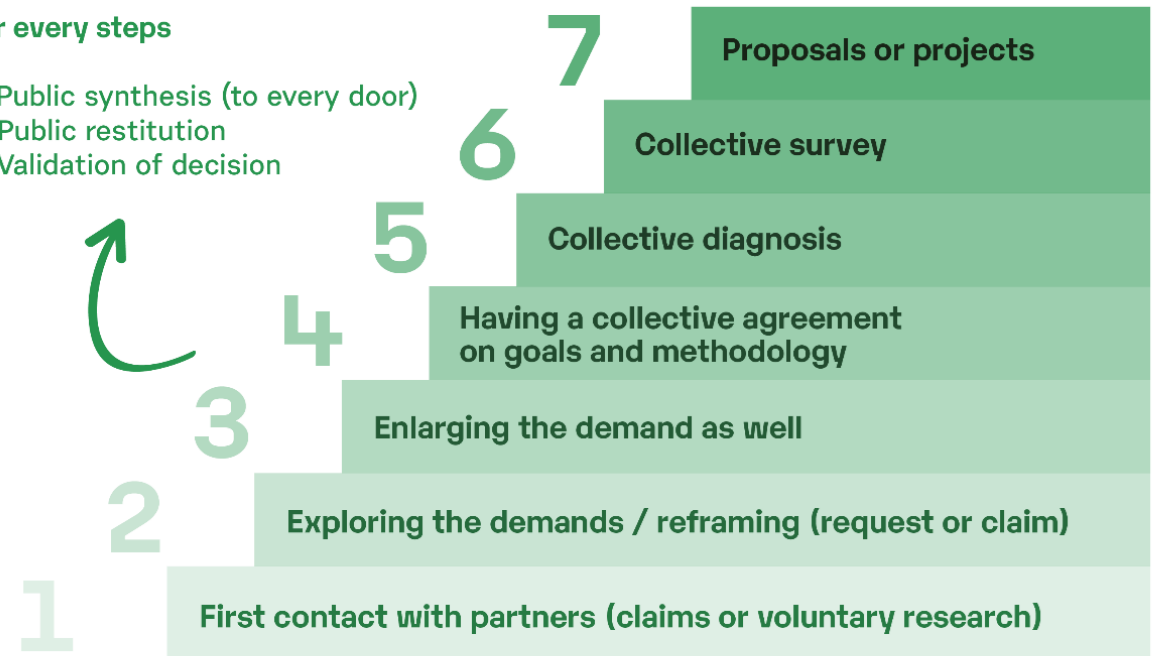 r every steps
Public synthesis (to every door)
Public restitution
Validation of decision
7
Proposals or projects
6
Collective survey
5
Collective diagnosis
4
Having a collective agreement
on goals and methodology
3
Enlarging the demand as well
2
Exploring the demands / reframing (request or claim)
1
First contact with partners (claims or voluntary research)